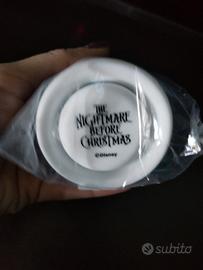 THE
NIGHTMARE
BEFORE
CHRISTMAS
©Disney
subito